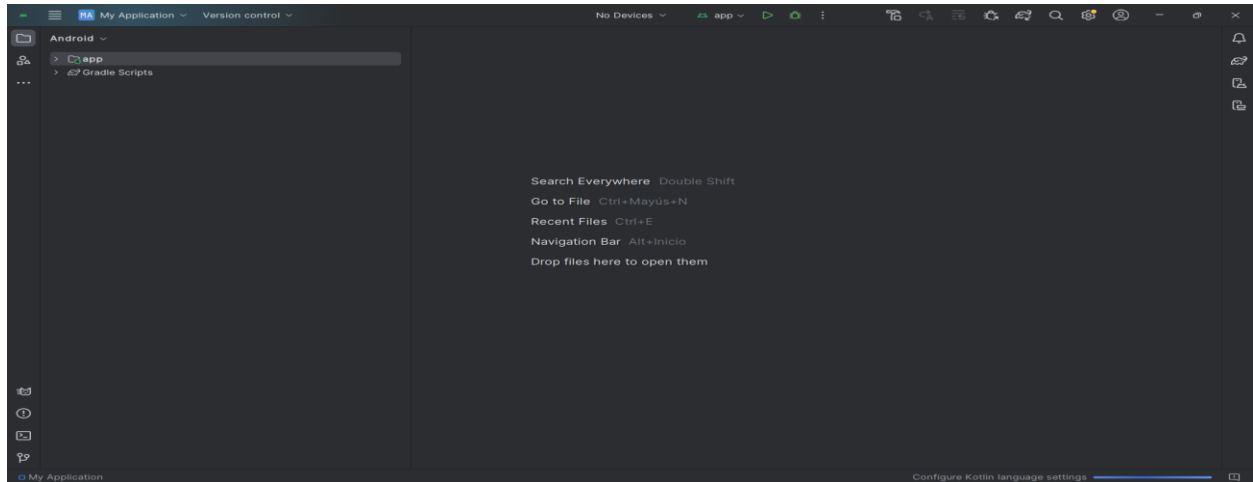 MA My Application Version control No Devices app
Android
app
Gradle Scripts
Search Everywhere Double Shift
Go to File Ctrl+Mayús+N
Recent Files Ctrl+E
Navigation Bar Alt+Inicio
Drop files here to open them
My Application Configure Kotlin language settings